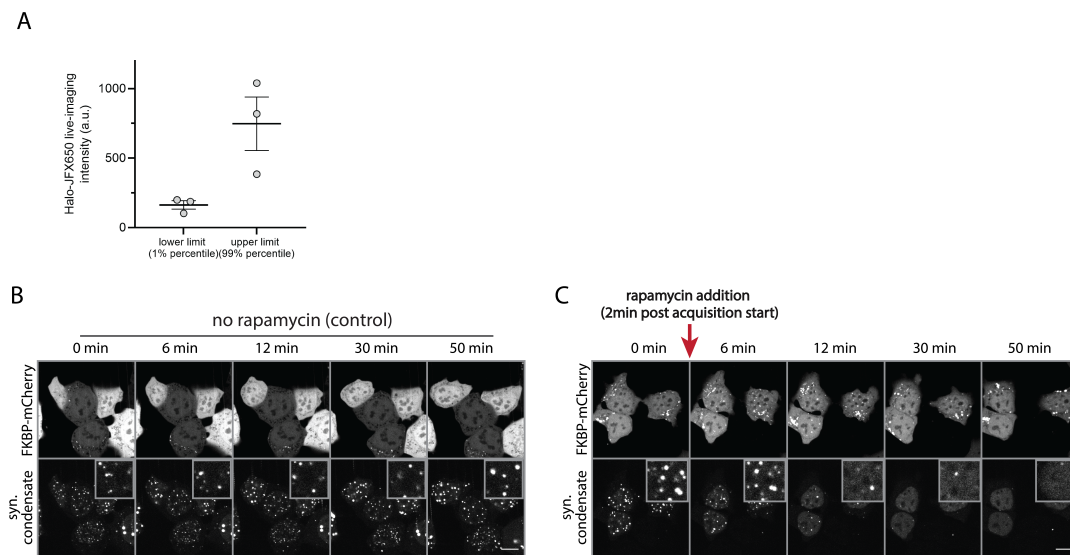 A
Halo-JFX650 live-imaging
intensity (a.u.)
1000
500
0
lower limit
(1% percentile)
upper limit
(99% percentile)
B
no rapamycin (control)
0 min 6 min 12 min 30 min 50 min
FKBP-mCherry
syn.
condensate
C
rapamycin addition
(2min post acquisition start)
0 min 6 min 12 min 30 min 50 min
FKBP-mCherry
syn.
condensate